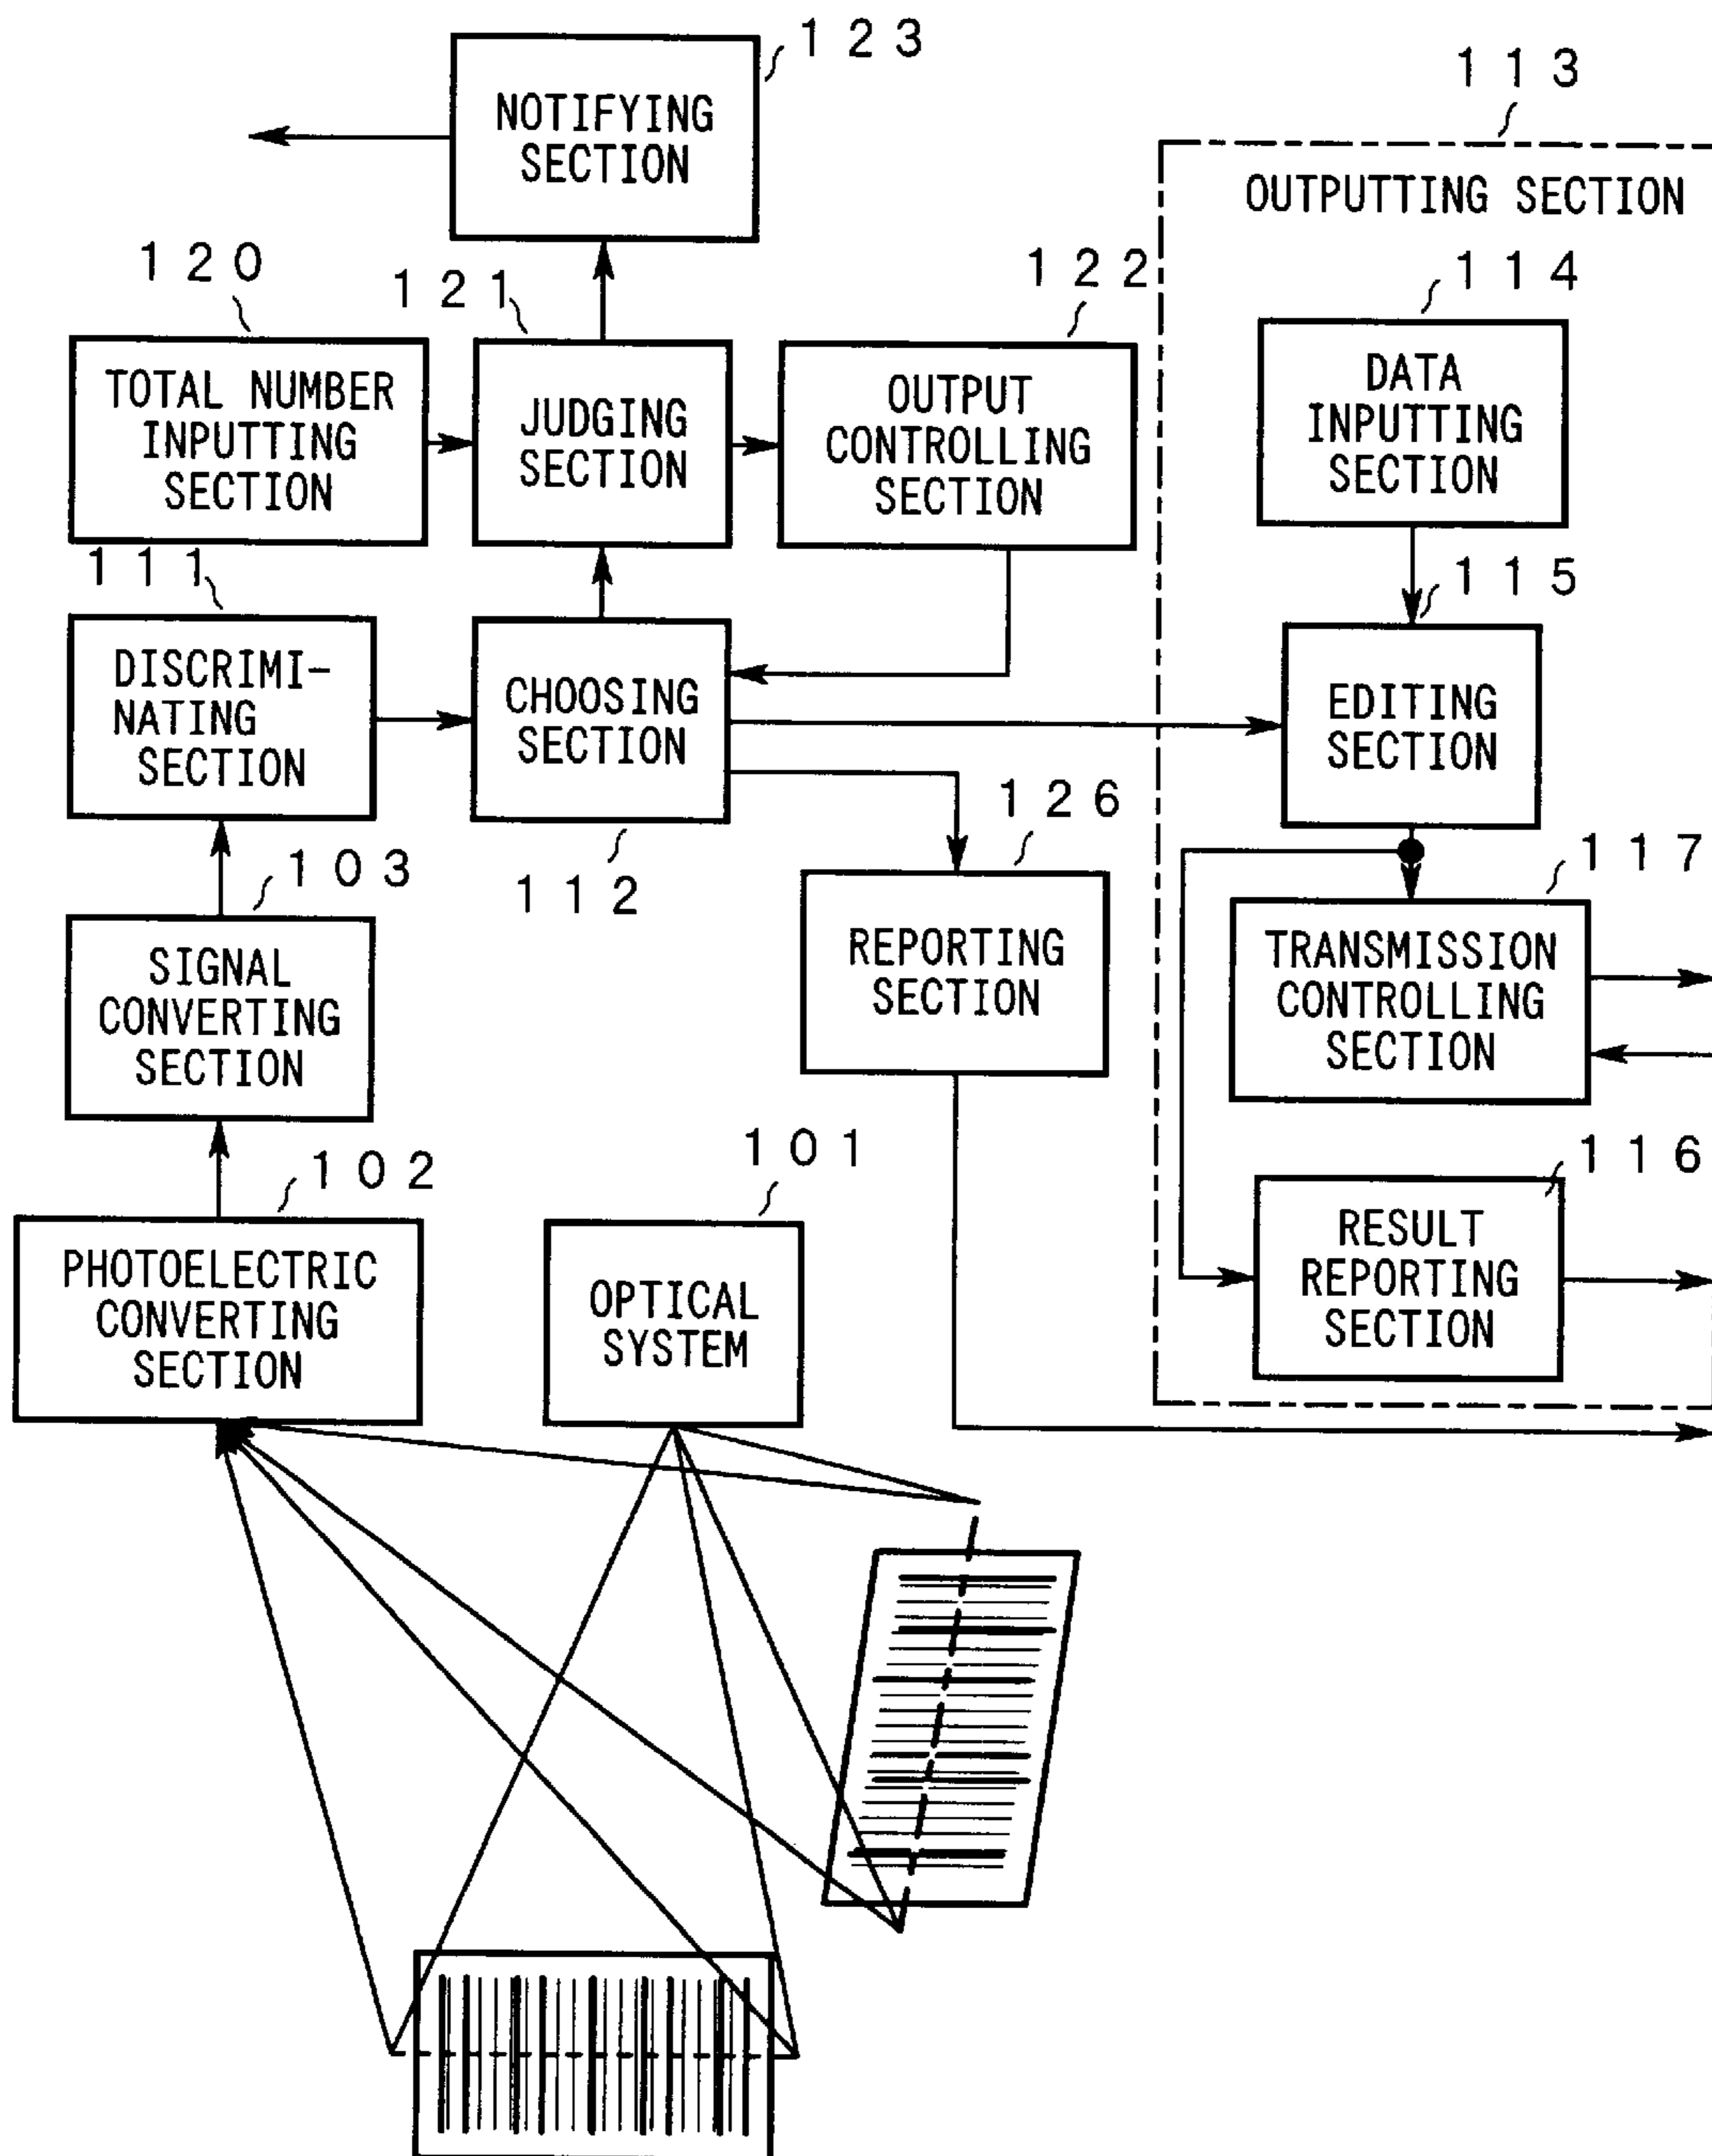 123
NOTIFYING
SECTION
113
OUTPUTTING SECTION
120
TOTAL NUMBER
INPUTTING
SECTION
121
JUDGING
SECTION
122
OUTPUT
CONTROLLING
SECTION
114
DATA
INPUTTING
SECTION
111
DISCRIMI-
NATING
SECTION
CHOOSING
SECTION
112
115
EDITING
SECTION
126
REPORTING
SECTION
117
TRANSMISSION
CONTROLLING
SECTION
103
SIGNAL
CONVERTING
SECTION
116
RESULT
REPORTING
SECTION
102
PHOTOELECTRIC
CONVERTING
SECTION
101
OPTICAL
SYSTEM